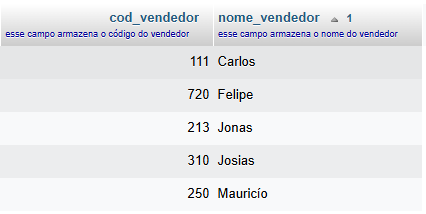 cod_vendedor nome_vendedor 1
esse campo armazena o código do vendedor esse campo armazena o nome do vendedor
111 Carlos
720 Felipe
213 Jonas
310 Josias
250 Mauricío